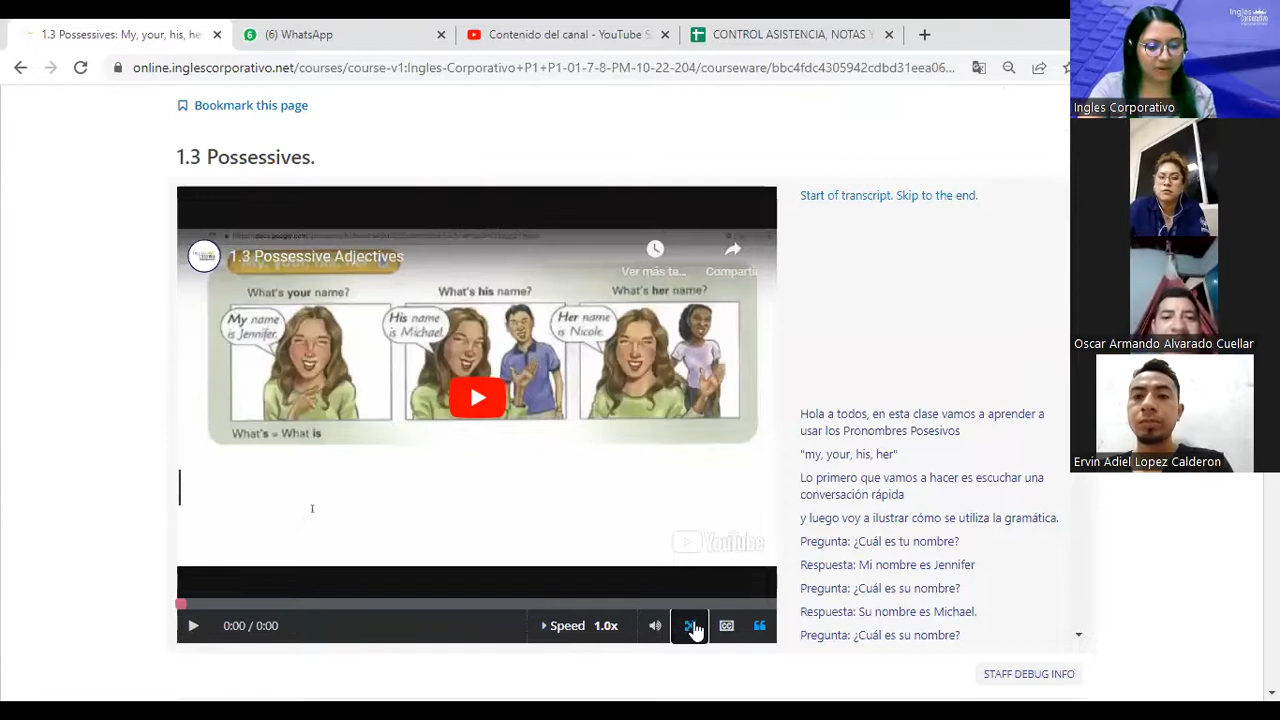 1.3 Possessives: My, your, his, he
(6) WhatsApp
Contenido del canal - YouTube S
CONTROL ASISTENCIA, NOTAS Y
online.inglescorporativo.net/courses/course-v1:Ingles-Corporativo+P1+P1-01-7-8-PM-10-22-204/courseware/bbc4fdc4305942cdbd31eea06...
Bookmark this page
1.3 Possessives.
1.3 Possessive Adjectives
Ver más te...
Comparti
What's your name?
What's his name?
What's her name?
My name
is Jennifer.
His name
is Michael.
Her name
is Nicole.
What's = What is
YouTube
0:00 / 0:00
Speed 1.0x
CC
Start of transcript. Skip to the end.
Hola a todos, en esta clase vamos a aprender a
usar los Pronombres Posesivos
"my, your, his, her"
Lo primero que vamos a hacer es escuchar una
conversación rápida
y luego voy a ilustrar cómo se utiliza la gramática.
Pregunta: ¿Cuál es tu nombre?
Respuesta: Mi nombre es Jennifer
Pregunta: ¿Cuál es su nombre?
Respuesta: Su nombre es Michael.
Pregunta: ¿Cuál es su nombre?
STAFF DEBUG INFO
Ingles Corporativo
Oscar Armando Alvarado Cuellar
Ervin Adiel Lopez Calderon